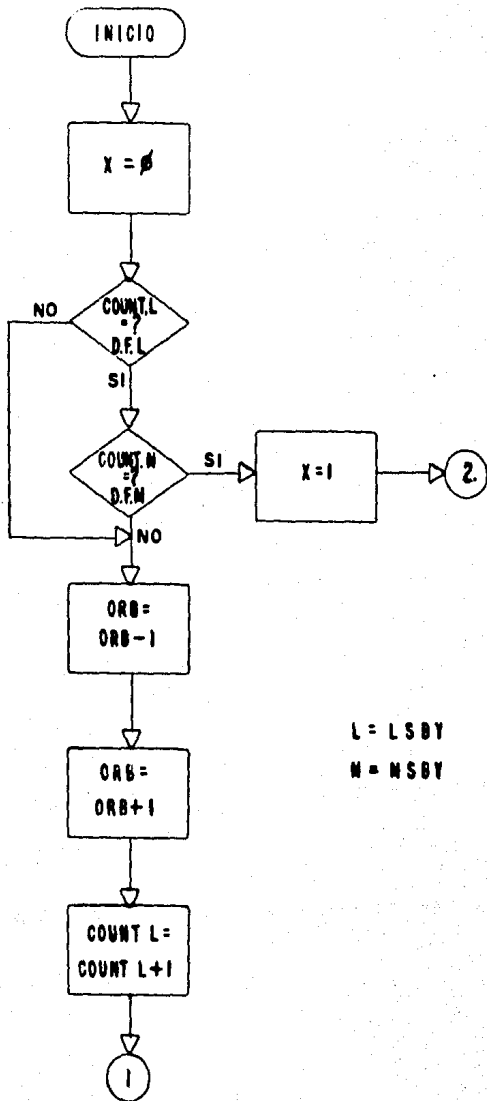 INICIO
X = Ø
COUNT.L
=?
D.F.L
NO
SI
COUNT.M
=?
D.F.M
SI
X=1
2.
NO
ORB=
ORB-1
ORB=
ORB+1
L = LSBY
M = MSBY
COUNT L=
COUNT L+1
1